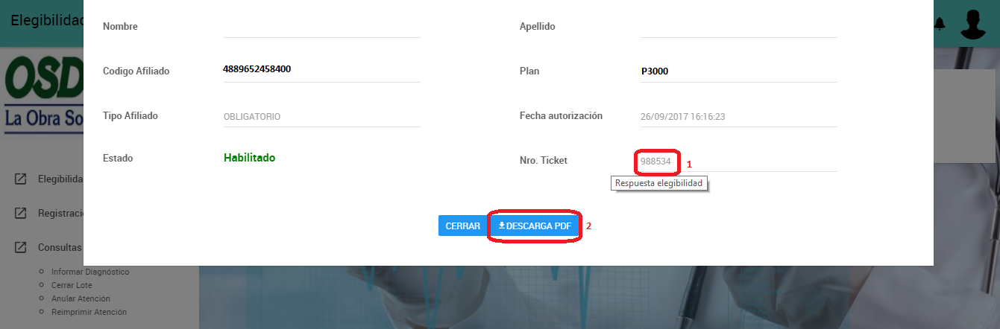 Elegibilidad
Nombre
Apellido
OSD
Codigo Afiliado
4889652458400
Plan
P3000
La Obra So
Tipo Afiliado
OBLIGATORIO
Fecha autorización
26/09/2017 16:16:23
Estado
Habilitado
Nro. Ticket
988534
1
Elegibilida
Respuesta elegibilidad
Registraci
CERRAR
DESCARGA PDF
2
Consultas
Informar Diagnóstico
Cerrar Lote
Anular Atención
Reimprimir Atención